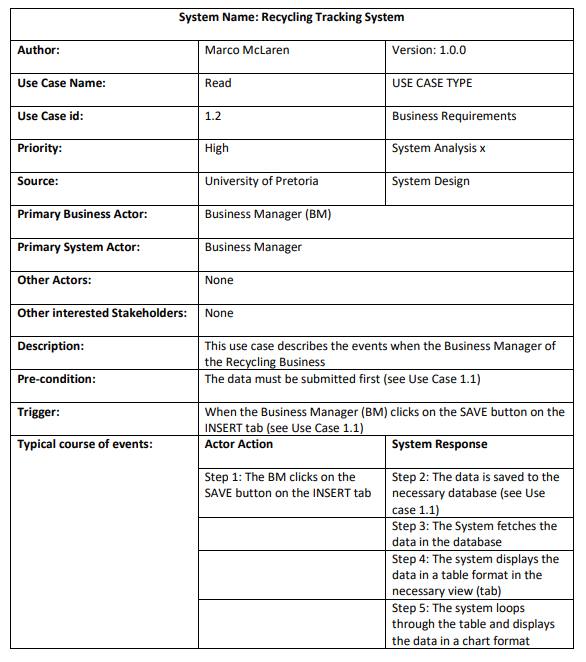 System Name: Recycling Tracking System
Author: Marco McLaren Version: 1.0.0
Use Case Name: Read USE CASE TYPE
Use Case id: 1.2 Business Requirements
Priority: High System Analysis x
Source: University of Pretoria System Design
Primary Business Actor: Business Manager (BM)
Primary System Actor: Business Manager
Other Actors: None
Other interested Stakeholders: None
Description: This use case describes the events when the Business Manager of
the Recycling Business
Pre-condition: The data must be submitted first (see Use Case 1.1)
Trigger: When the Business Manager (BM) clicks on the SAVE button on the
INSERT tab (see Use Case 1.1)
Typical course of events: Actor Action System Response
Step 1: The BM clicks on the
SAVE button on the INSERT tab
Step 2: The data is saved to the
necessary database (see Use
case 1.1)
Step 3: The System fetches the
data in the database
Step 4: The system displays the
data in a table format in the
necessary view (tab)
Step 5: The system loops
through the table and displays
the data in a chart format